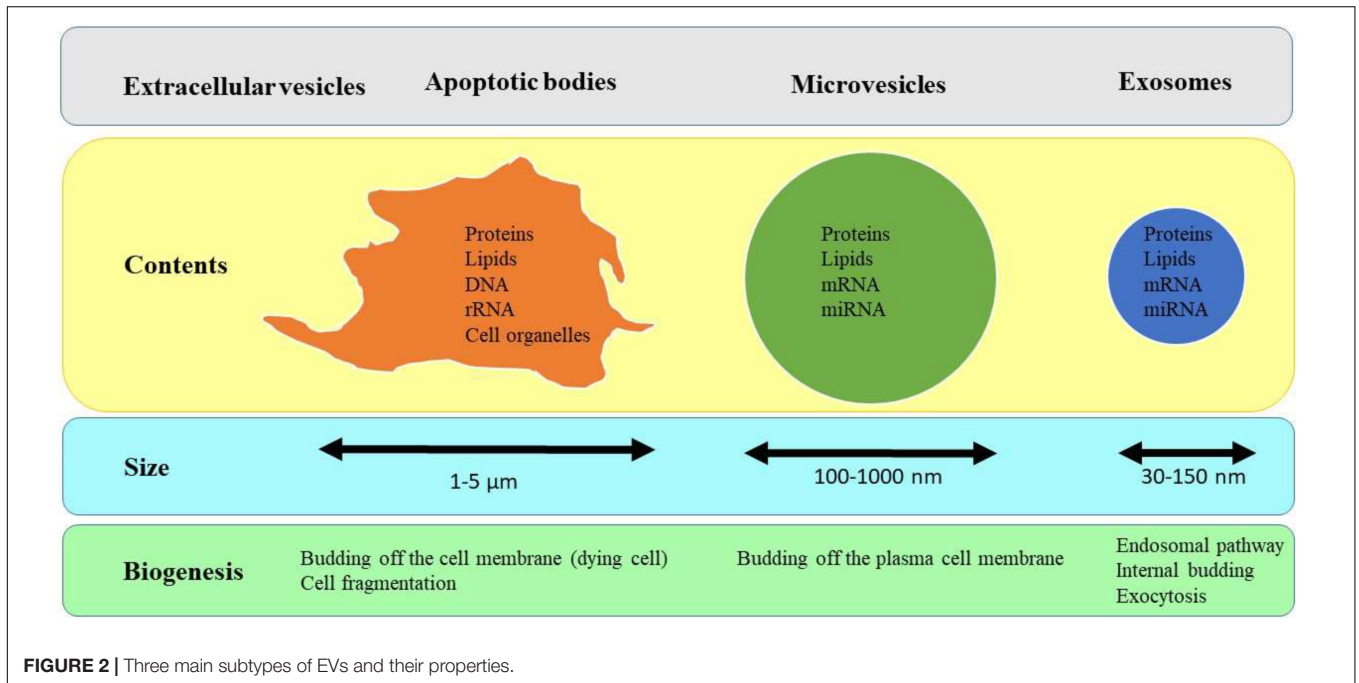 Extracellular vesicles
Apoptotic bodies
Microvesicles
Exosomes
Contents
Proteins
Lipids
DNA
rRNA
Cell organelles
Proteins
Lipids
mRNA
miRNA
Proteins
Lipids
mRNA
miRNA
Size
1-5 μm
100-1000 nm
30-150 nm
Biogenesis
Budding off the cell membrane (dying cell)
Cell fragmentation
Budding off the plasma cell membrane
Endosomal pathway
Internal budding
Exocytosis
FIGURE 2 | Three main subtypes of EVs and their properties.